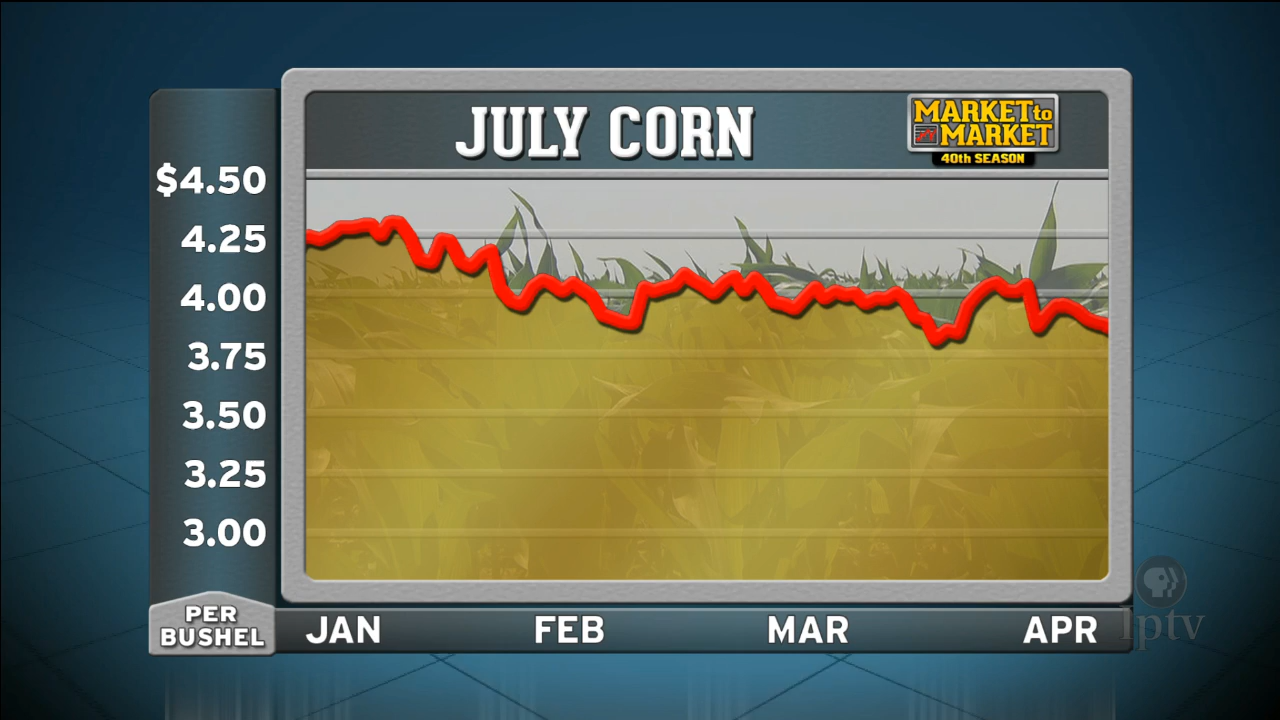 JULY CORN
MARKET to
MARKET
40th SEASON
$4.50
4.25
4.00
3.75
3.50
3.25
3.00
PER
BUSHEL
JAN FEB MAR APR
Iptv